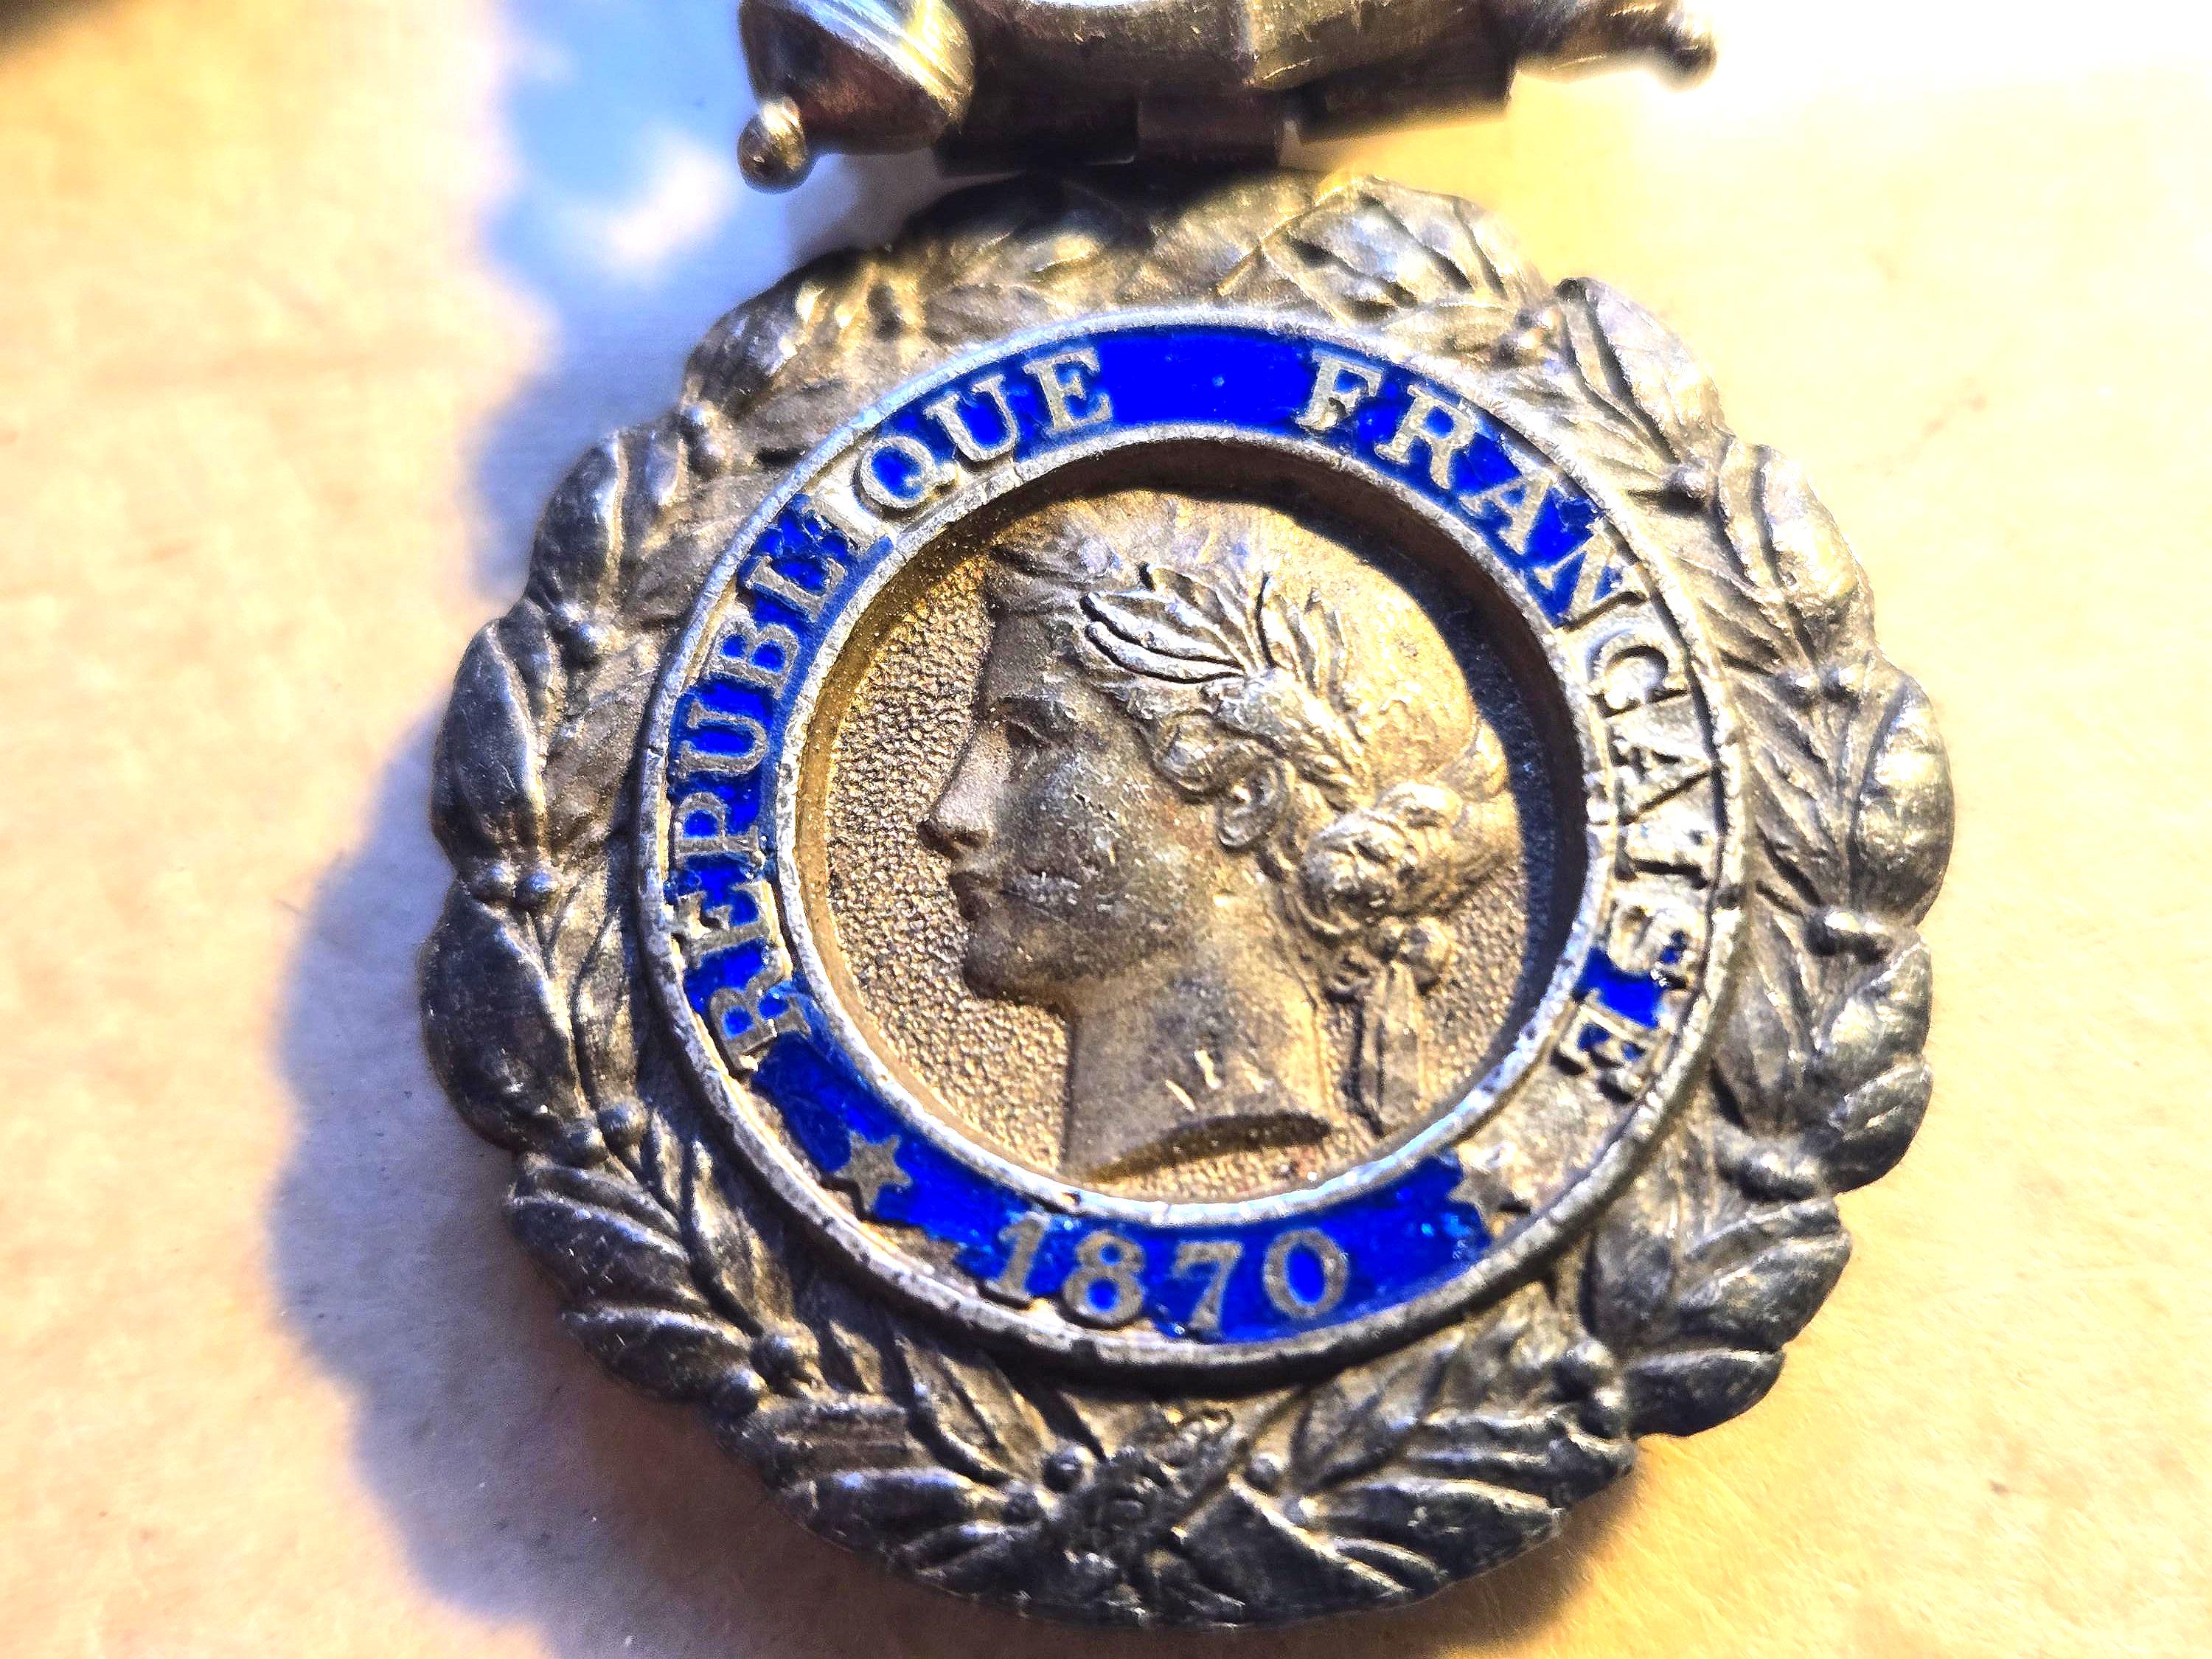 REPUBLIQUE FRANÇAISE
★ 1870 ★